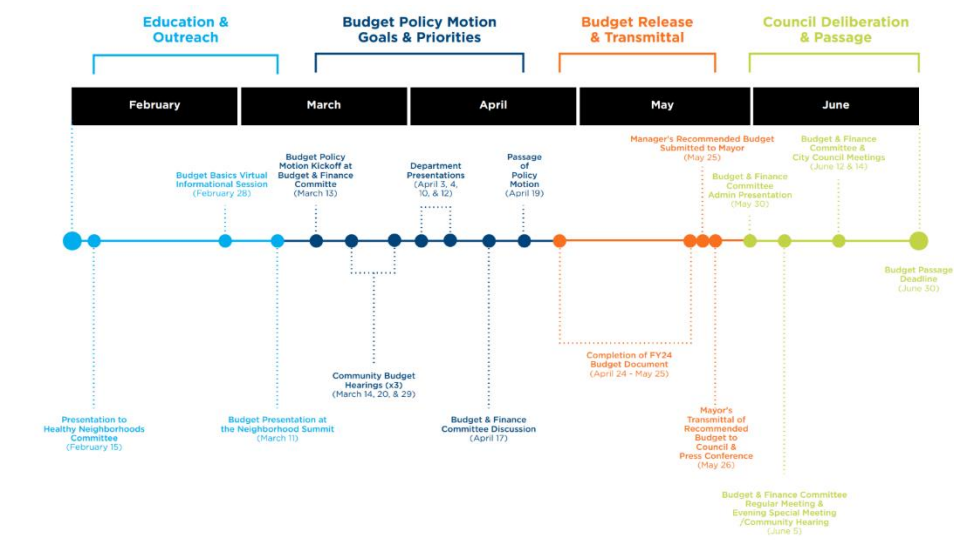 Education &
Outreach
Budget Policy Motion
Goals & Priorities
Budget Release
& Transmittal
Council Deliberation
& Passage
February
March
April
May
June
Budget Basics Virtual
Informational Session
(February 28)
Budget Policy
Motion Kickoff at
Budget & Finance
Committe
(March 13)
Department
Presentations
(April 3, 4,
10, & 12)
Passage
of
Policy
Motion
(April 19)
Manager's Recommended Budget
Submitted to Mayor
(May 25)
Budget & Finance
Committee
Admin Presentation
(May 30)
Budget & Finance
Committee &
City Council Meetings
(June 12 & 14)
Budget Passage
Deadline
(June 30)
Completion of FY24
Budget Document
(April 24 - May 25)
Community Budget
Hearings (x3)
(March 14, 20, & 29)
Presentation to
Healthy Neighborhoods
Committee
(February 15)
Budget Presentation at
the Neighborhood Summit
(March 11)
Budget & Finance
Committee Discussion
(April 17)
Mayor's
Transmittal of
Recommended
Budget to
Council &
Press Conference
(May 26)
Budget & Finance Committee
Regular Meeting &
Evening Special Meeting
/Community Hearing
(June 5)